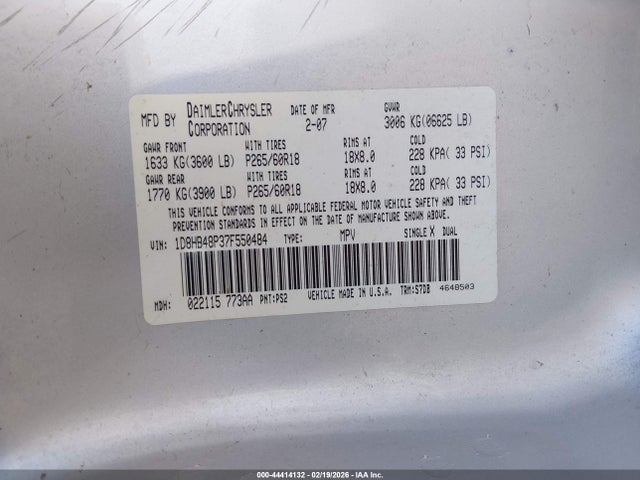 MFD BY DAIMLERCHRYSLER CORPORATION DATE OF MFR 2-07 GVWR 3006 KG(06625 LB)
GAWR FRONT WITH TIRES RIMS AT COLD
1633 KG(3600 LB) P265/60R18 18X8.0 228 KPA( 33 PSI)
GAWR REAR WITH TIRES RIMS AT COLD
1770 KG(3900 LB) P265/60R18 18X8.0 228 KPA( 33 PSI)
THIS VEHICLE CONFORMS TO ALL APPLICABLE FEDERAL MOTOR VEHICLE SAFETY AND THEFT
PREVENTION STANDARDS IN EFFECT ON THE DATE OF MANUFACTURE SHOWN ABOVE.
VIN: 1D8HB48P37F550484 TYPE: MPV SINGLE X DUAL
MDH: 022115 773AA PNT:PS2 VEHICLE MADE IN U.S.A. TRM:S7DB 4648503
000-44414132 - 02/19/2026 - IAA Inc.